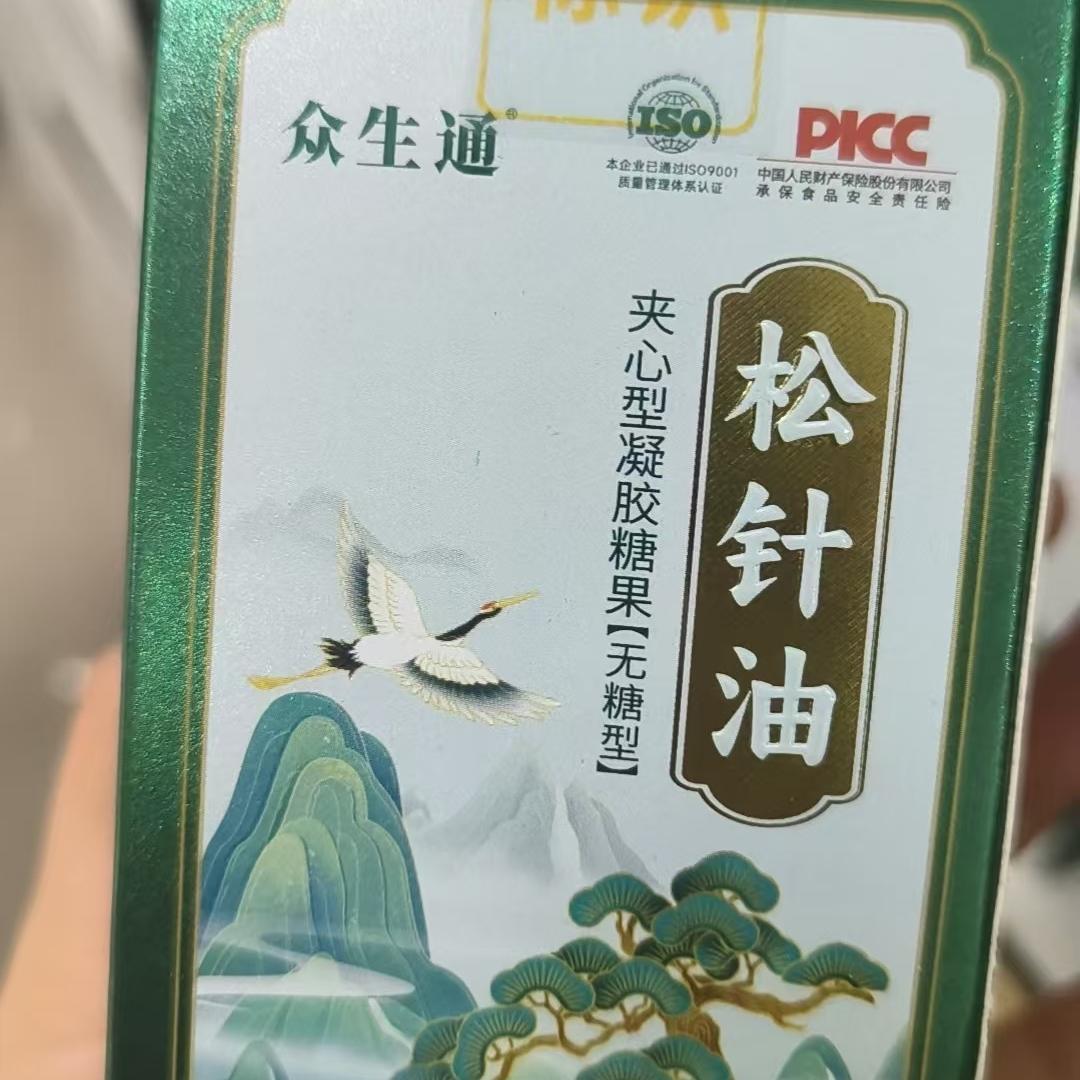 众生通®
ISO
本企业已通过ISO9001
质量管理体系认证
PICC
中国人民财产保险股份有限公司
承保食品安全责任险
松针油
夹心型凝胶糖果【无糖型】